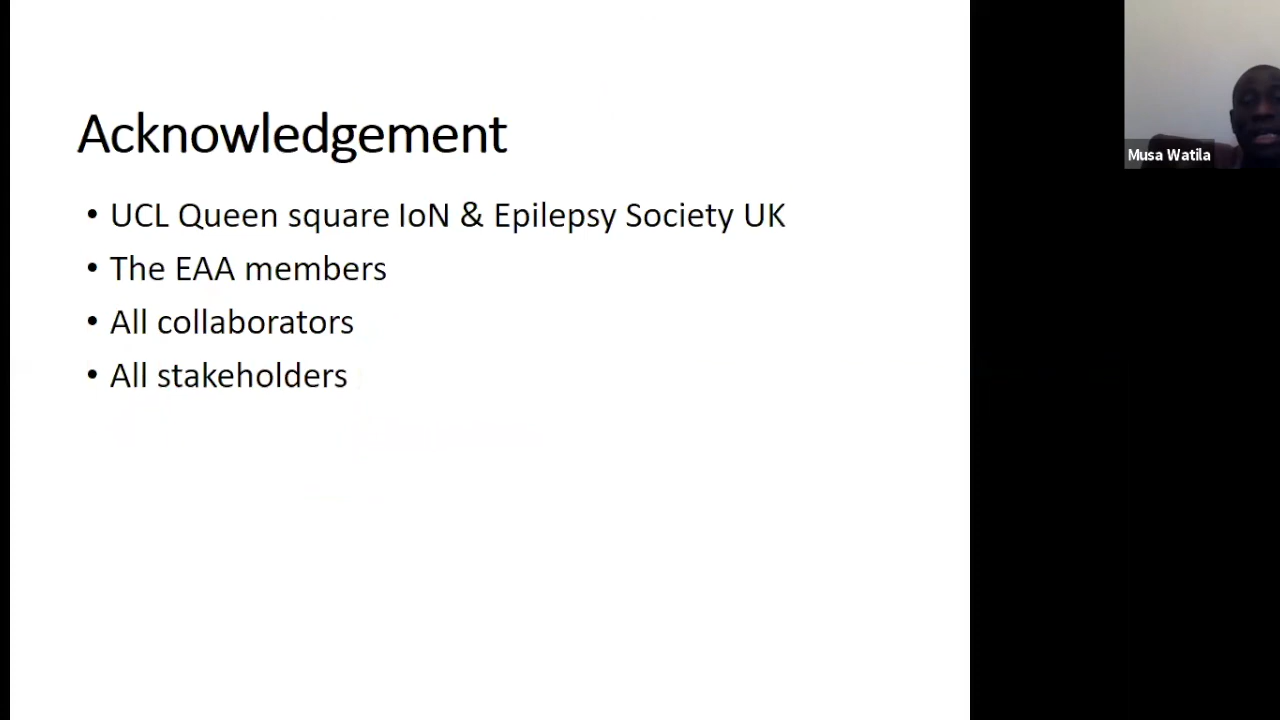 Acknowledgement
• UCL Queen square IoN & Epilepsy Society UK
• The EAA members
• All collaborators
• All stakeholders
Musa Watila